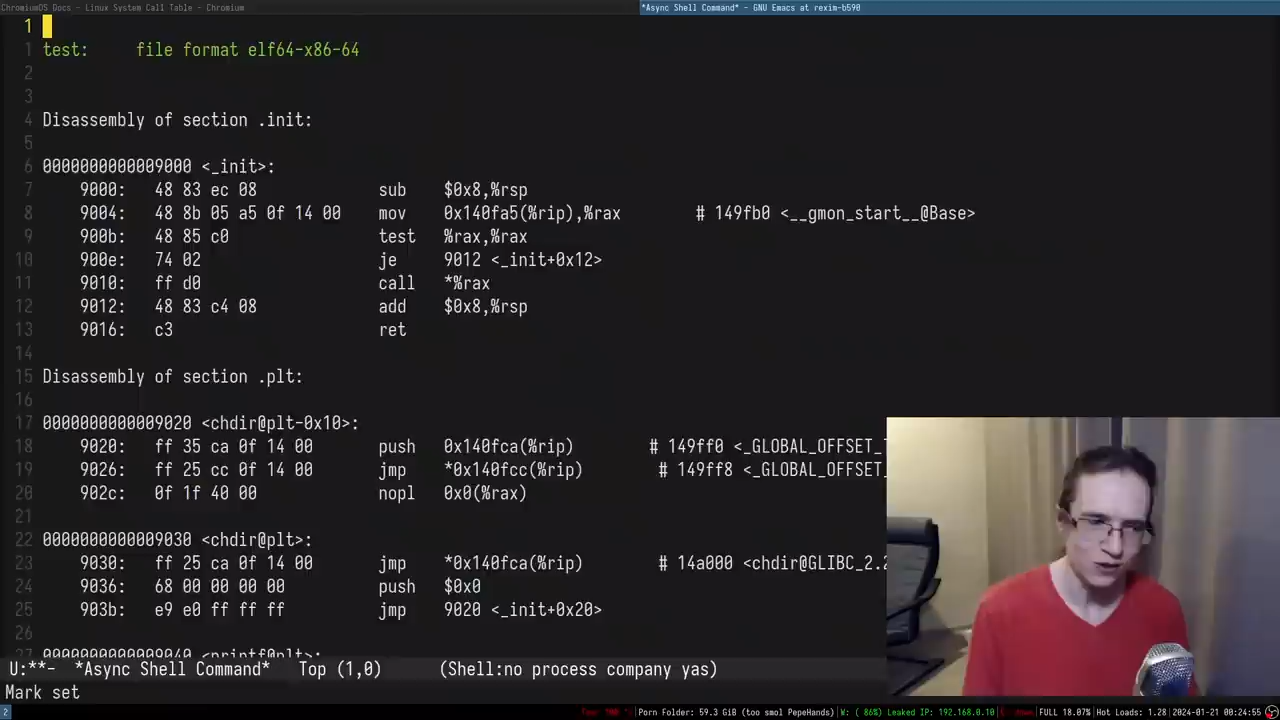 ChromiumOS Docs - Linux System Call Table - Chromium
*Async Shell Command* - GNU Emacs at rexim-b590
1
1 test:     file format elf64-x86-64
2
3
4 Disassembly of section .init:
5
6 0000000000009000 <_init>:
7     9000:   48 83 ec 08             sub    $0x8,%rsp
8     9004:   48 8b 05 a5 0f 14 00    mov    0x140fa5(%rip),%rax        # 149fb0 <__gmon_start__@Base>
9     900b:   48 85 c0                test   %rax,%rax
10     900e:   74 02                   je     9012 <_init+0x12>
11     9010:   ff d0                   call   *%rax
12     9012:   48 83 c4 08             add    $0x8,%rsp
13     9016:   c3                      ret
14
15 Disassembly of section .plt:
16
17 0000000000009020 <chdir@plt-0x10>:
18     9020:   ff 35 ca 0f 14 00       push   0x140fca(%rip)        # 149ff0 <_GLOBAL_OFFSET_
19     9026:   ff 25 cc 0f 14 00       jmp    *0x140fcc(%rip)        # 149ff8 <_GLOBAL_OFFSET_
20     902c:   0f 1f 40 00             nopl   0x0(%rax)
21
22 0000000000009030 <chdir@plt>:
23     9030:   ff 25 ca 0f 14 00       jmp    *0x140fca(%rip)        # 14a000 <chdir@GLIBC_2.2
24     9036:   68 00 00 00 00          push   $0x0
25     903b:   e9 e0 ff ff ff          jmp    9020 <_init+0x20>
26
27 0000000000009040 <printf@plt>:
U:**-  *Async Shell Command*   Top (1,0)      (Shell:no process company yas)
Mark set
2
Porn Folder: 59.3 GiB (too smol PepeHands) W: ( 86%) Leaked IP: 192.168.0.10 FULL 18.07% Hot Loads: 1.28 2024-01-21 00:24:55